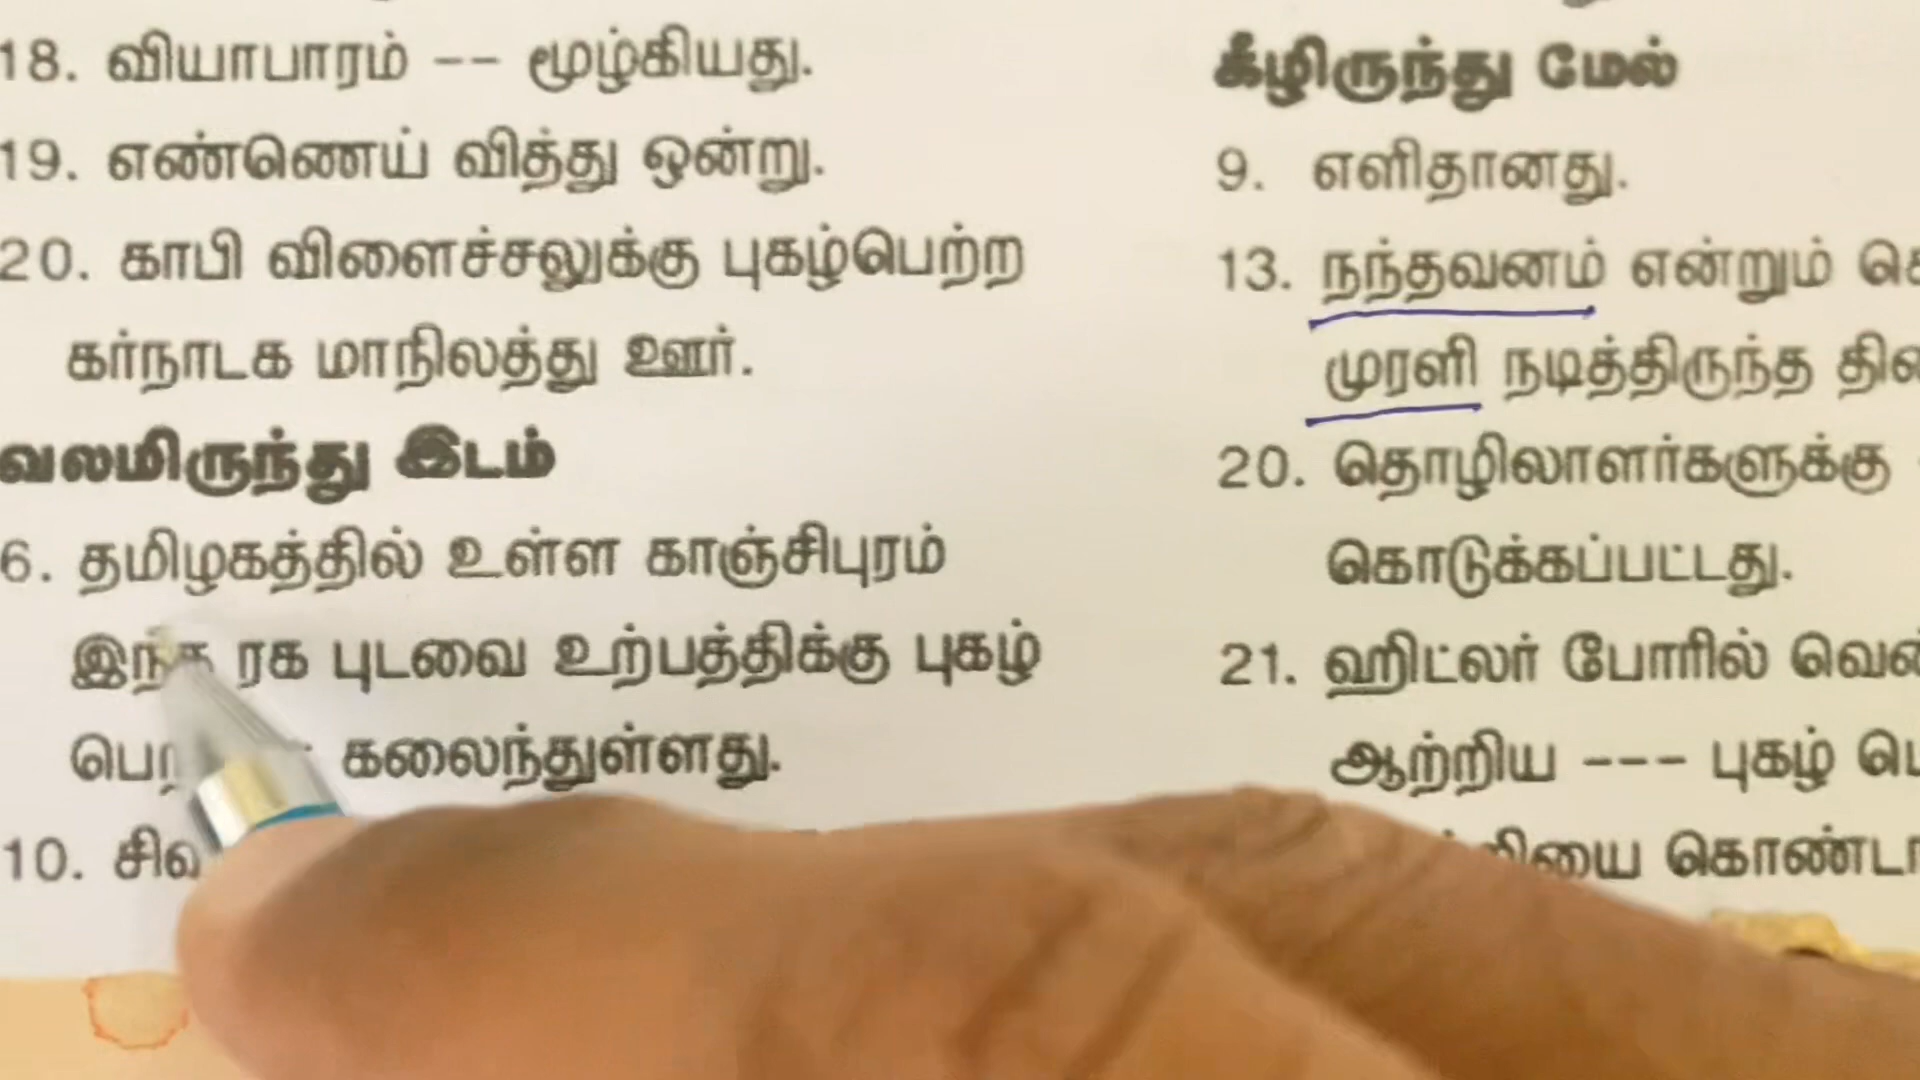 18. வியாபாரம் -- மூழ்கியது.
19. எண்ணெய் வித்து ஒன்று.
20. காபி விளைச்சலுக்கு புகழ்பெற்ற
கர்நாடக மாநிலத்து ஊர்.
வலமிருந்து இடம்
6. தமிழகத்தில் உள்ள காஞ்சிபுரம்
இந்த ரக புடவை உற்பத்திக்கு புகழ்
கலைந்துள்ளது.
10.
கீழிருந்து மேல்
9. எளிதானது.
13. நந்தவனம் என்றும்
முரளி நடித்திருந்த
20. தொழிலாளர்களுக்கு
கொடுக்கப்பட்டது.
21. ஹிட்லர் போரில்
ஆற்றிய --- புகழ்